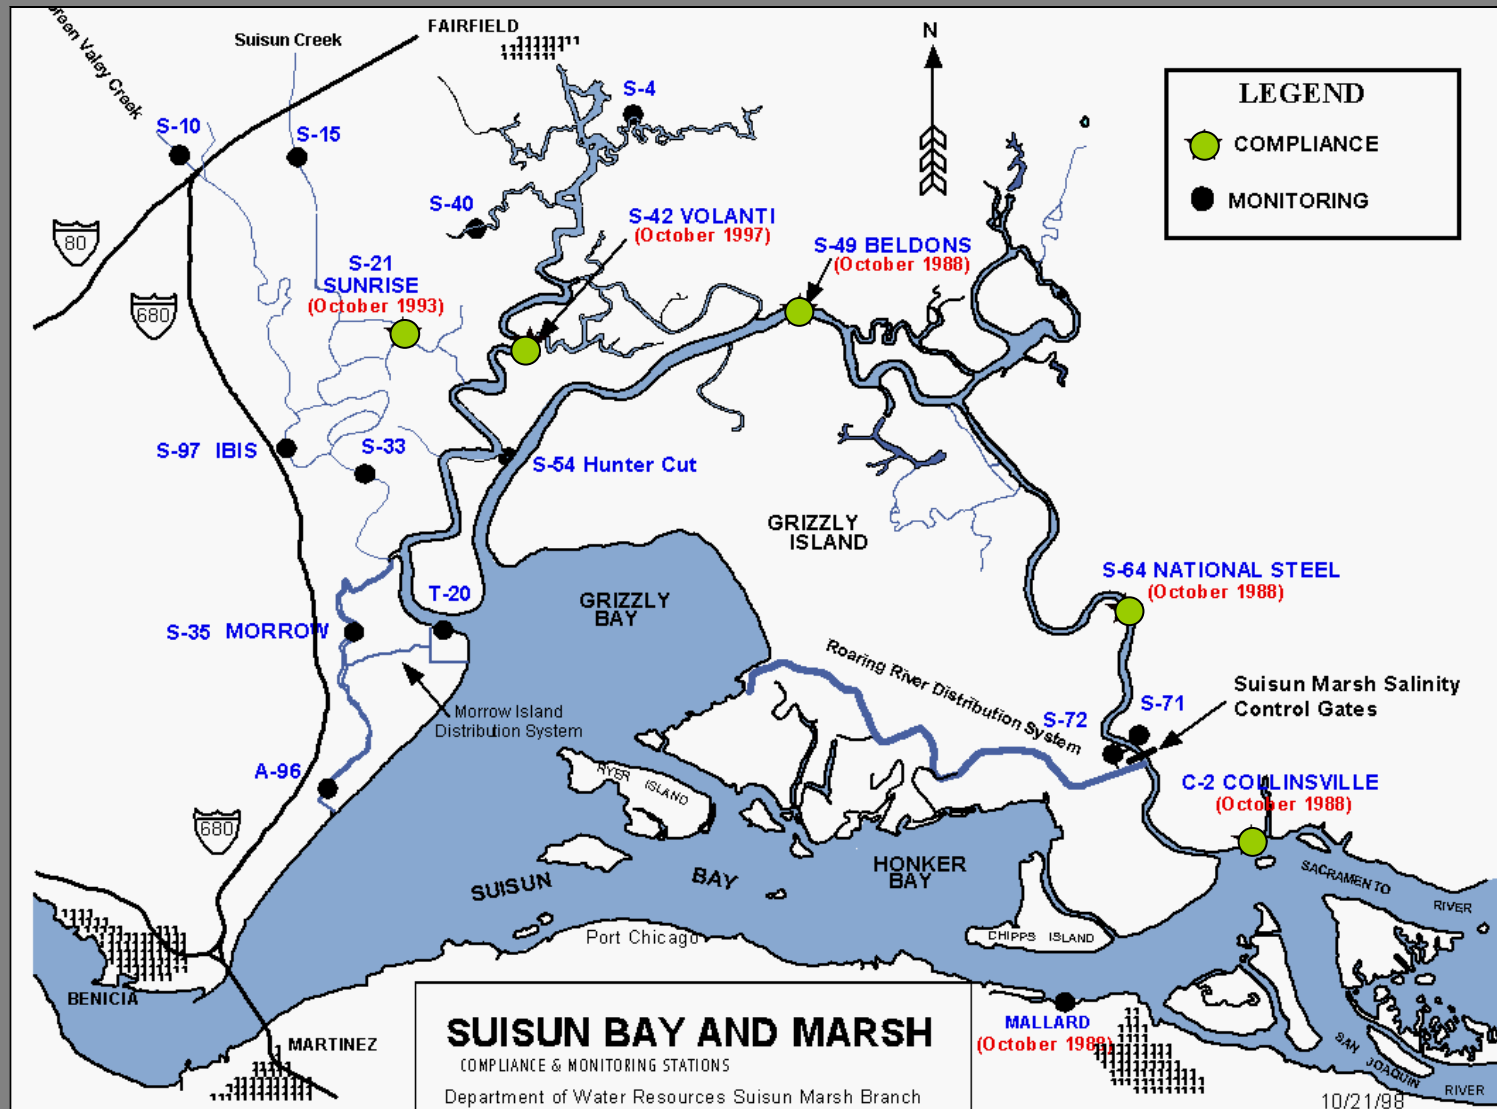 Green Valey Creek
Suisun Creek
FAIRFIELD
N
S-4
LEGEND
COMPLIANCE
MONITORING
S-10
S-15
S-40
S-42 VOLANTI
(October 1997)
S-49 BELDONS
(October 1988)
80
S-21
SUNRISE
(October 1993)
680
S-97 IBIS
S-33
S-54 Hunter Cut
GRIZZLY
ISLAND
S-64 NATIONAL STEEL
(October 1988)
T-20
GRIZZLY
BAY
S-35 MORROW
Roaring River Distribution System
Suisun Marsh Salinity
Control Gates
S-71
S-72
Morrow Island
Distribution System
A-96
RYER ISLAND
C-2 COLLINSVILLE
(October 1988)
680
HONKER
BAY
SUISUN BAY
SACRAMENTO
RIVER
Port Chicago
CHIPPS ISLAND
BENICIA
MARTINEZ
MALLARD
(October 1988)
SAN JOAQUIN
RIVER
SUISUN BAY AND MARSH
COMPLIANCE & MONITORING STATIONS
Department of Water Resources Suisun Marsh Branch
10/21/98